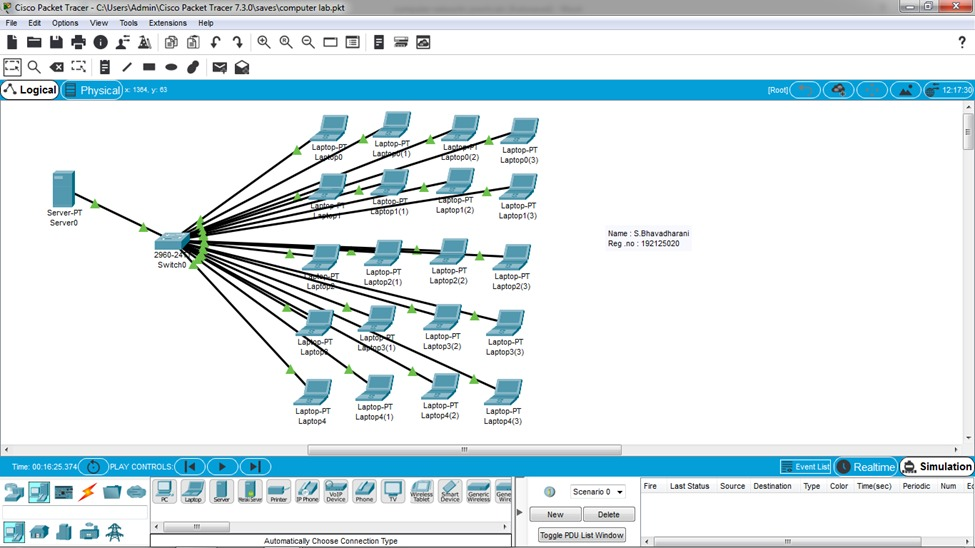 Cisco Packet Tracer - C:\Users\Admin\Cisco Packet Tracer 7.3.0\saves\computer lab.pkt
File Edit Options View Tools Extensions Help
?
Logical Physical x: 1364, y: 63 [Root] 12:17:30
Laptop-PT Laptop-PT Laptop-PT Laptop-PT
Laptop0 Laptop0(1) Laptop0(2) Laptop0(3)
Server-PT
Server0
Laptop-PT Laptop-PT Laptop-PT Laptop-PT
Laptop1 Laptop1(1) Laptop1(2) Laptop1(3)
Name : S.Bhavadharani
Reg .no : 192125020
2960-24
Switch0
Laptop-PT Laptop-PT Laptop-PT Laptop-PT
Laptop2 Laptop2(1) Laptop2(2) Laptop2(3)
Laptop-PT Laptop-PT Laptop-PT Laptop-PT
Laptop3 Laptop3(1) Laptop3(2) Laptop3(3)
Laptop-PT Laptop-PT Laptop-PT Laptop-PT
Laptop4 Laptop4(1) Laptop4(2) Laptop4(3)
Time: 00:16:25.374 PLAY CONTROLS: Event List Realtime Simulation
PC Laptop Server Printer IP Phone VoIP Device Phone TV Wireless Tablet Smart Device Generic Wireless
Automatically Choose Connection Type
Scenario 0
New Delete
Toggle PDU List Window
Fire Last Status Source Destination Type Color Time(sec) Periodic Num